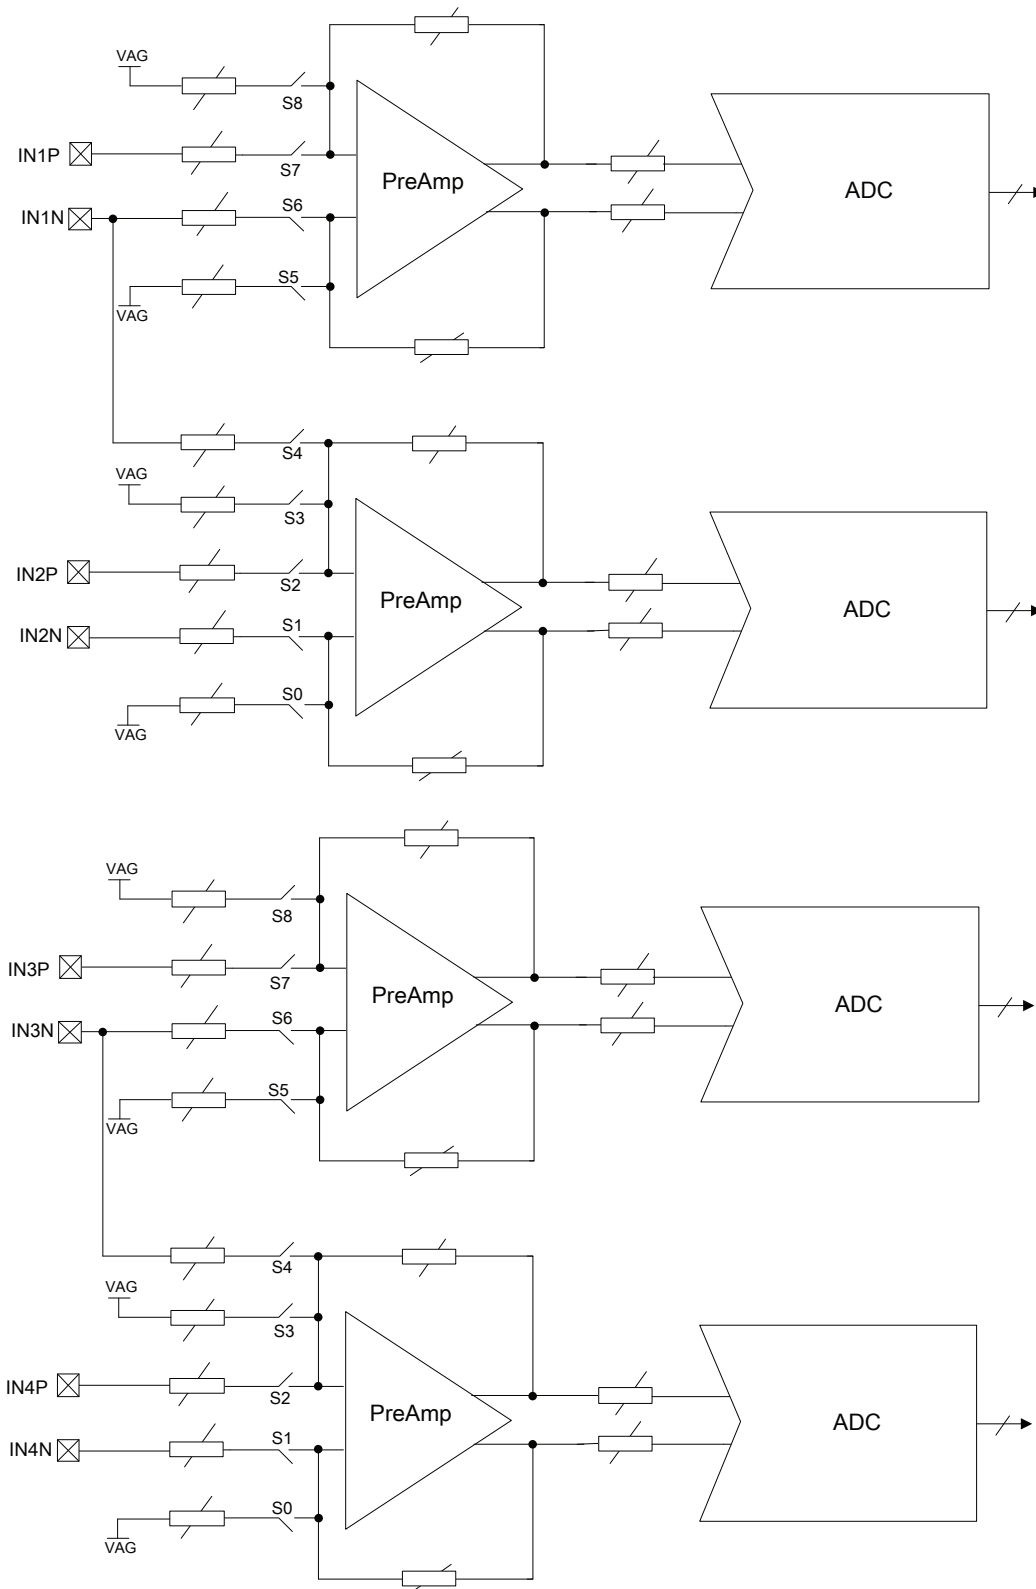 VAG
S8
IN1P
S7
PreAmp
ADC
IN1N
S6
S5
VAG
S4
VAG
S3
IN2P
S2
PreAmp
ADC
IN2N
S1
S0
VAG
VAG
S8
IN3P
S7
PreAmp
ADC
IN3N
S6
S5
VAG
S4
VAG
S3
IN4P
S2
PreAmp
ADC
IN4N
S1
S0
VAG